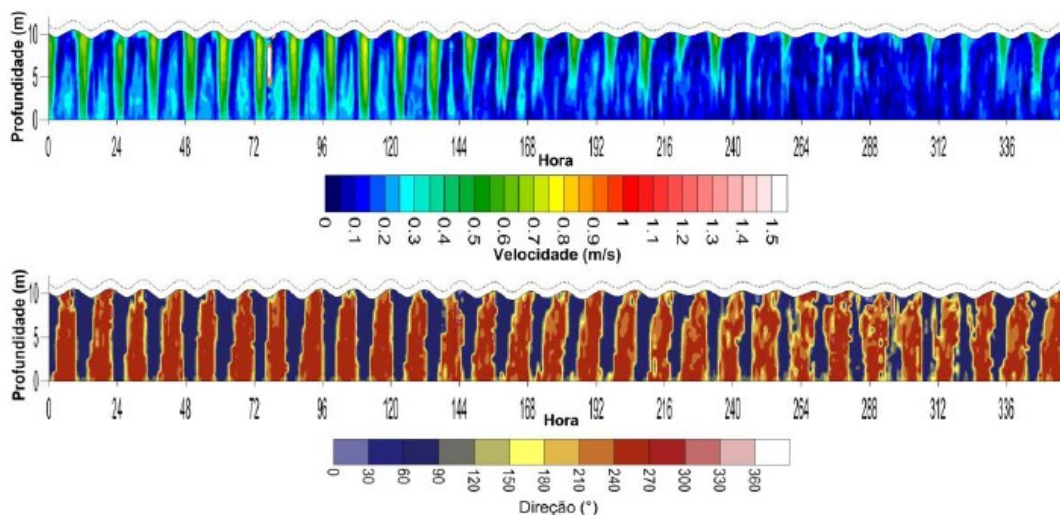 Profundidade (m)
10
5
0
0 24 48 72 96 120 144 168 192 216 240 264 288 312 336
Hora
0 0.1 0.2 0.3 0.4 0.5 0.6 0.7 0.8 0.9 1 1.1 1.2 1.3 1.4 1.5
Velocidade (m/s)
Profundidade (m)
10
5
0
0 24 48 72 96 120 144 168 192 216 240 264 288 312 336
Hora
0 30 60 90 120 150 180 210 240 270 300 330 360
Direção (°)